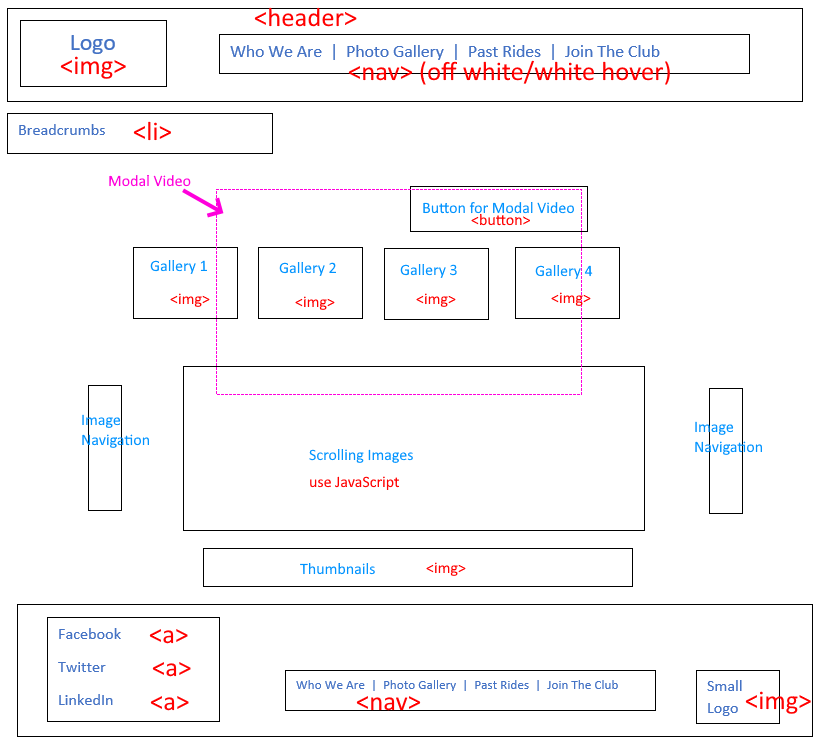 <header>
Logo
<img>
Who We Are | Photo Gallery | Past Rides | Join The Club
<nav> (off white/white hover)
Breadcrumbs <li>
Modal Video
Button for Modal Video
<button>
Gallery 1
<img>
Gallery 2
<img>
Gallery 3
<img>
Gallery 4
<img>
Image
Navigation
Scrolling Images
use JavaScript
Image
Navigation
Thumbnails <img>
Facebook <a>
Twitter <a>
LinkedIn <a>
Who We Are | Photo Gallery | Past Rides | Join The Club
<nav>
Small
Logo
<img>